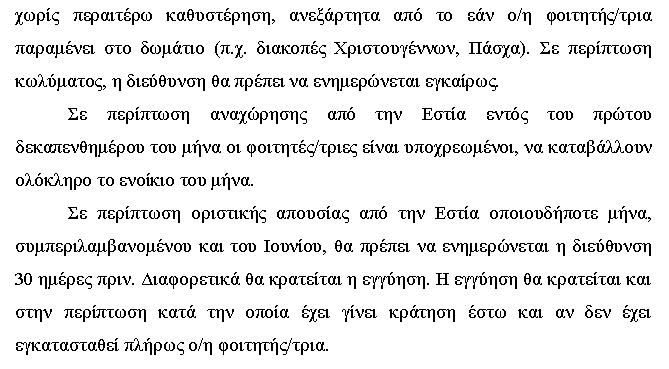 χωρίς περαιτέρω καθυστέρηση, ανεξάρτητα από το εάν ο/η φοιτητής/τρια
παραμένει στο δωμάτιο (π.χ. διακοπές Χριστουγέννων, Πάσχα). Σε περίπτωση
κωλύματος, η διεύθυνση θα πρέπει να ενημερώνεται εγκαίρως.
Σε περίπτωση αναχώρησης από την Εστία εντός του πρώτου
δεκαπενθημέρου του μήνα οι φοιτητές/τριες είναι υποχρεωμένοι, να καταβάλλουν
ολόκληρο το ενοίκιο του μήνα.
Σε περίπτωση οριστικής απουσίας από την Εστία οποιουδήποτε μήνα,
συμπεριλαμβανομένου και του Ιουνίου, θα πρέπει να ενημερώνεται η διεύθυνση
30 ημέρες πριν. Διαφορετικά θα κρατείται η εγγύηση. Η εγγύηση θα κρατείται και
στην περίπτωση κατά την οποία έχει γίνει κράτηση έστω και αν δεν έχει
εγκατασταθεί πλήρως ο/η φοιτητής/τρια.